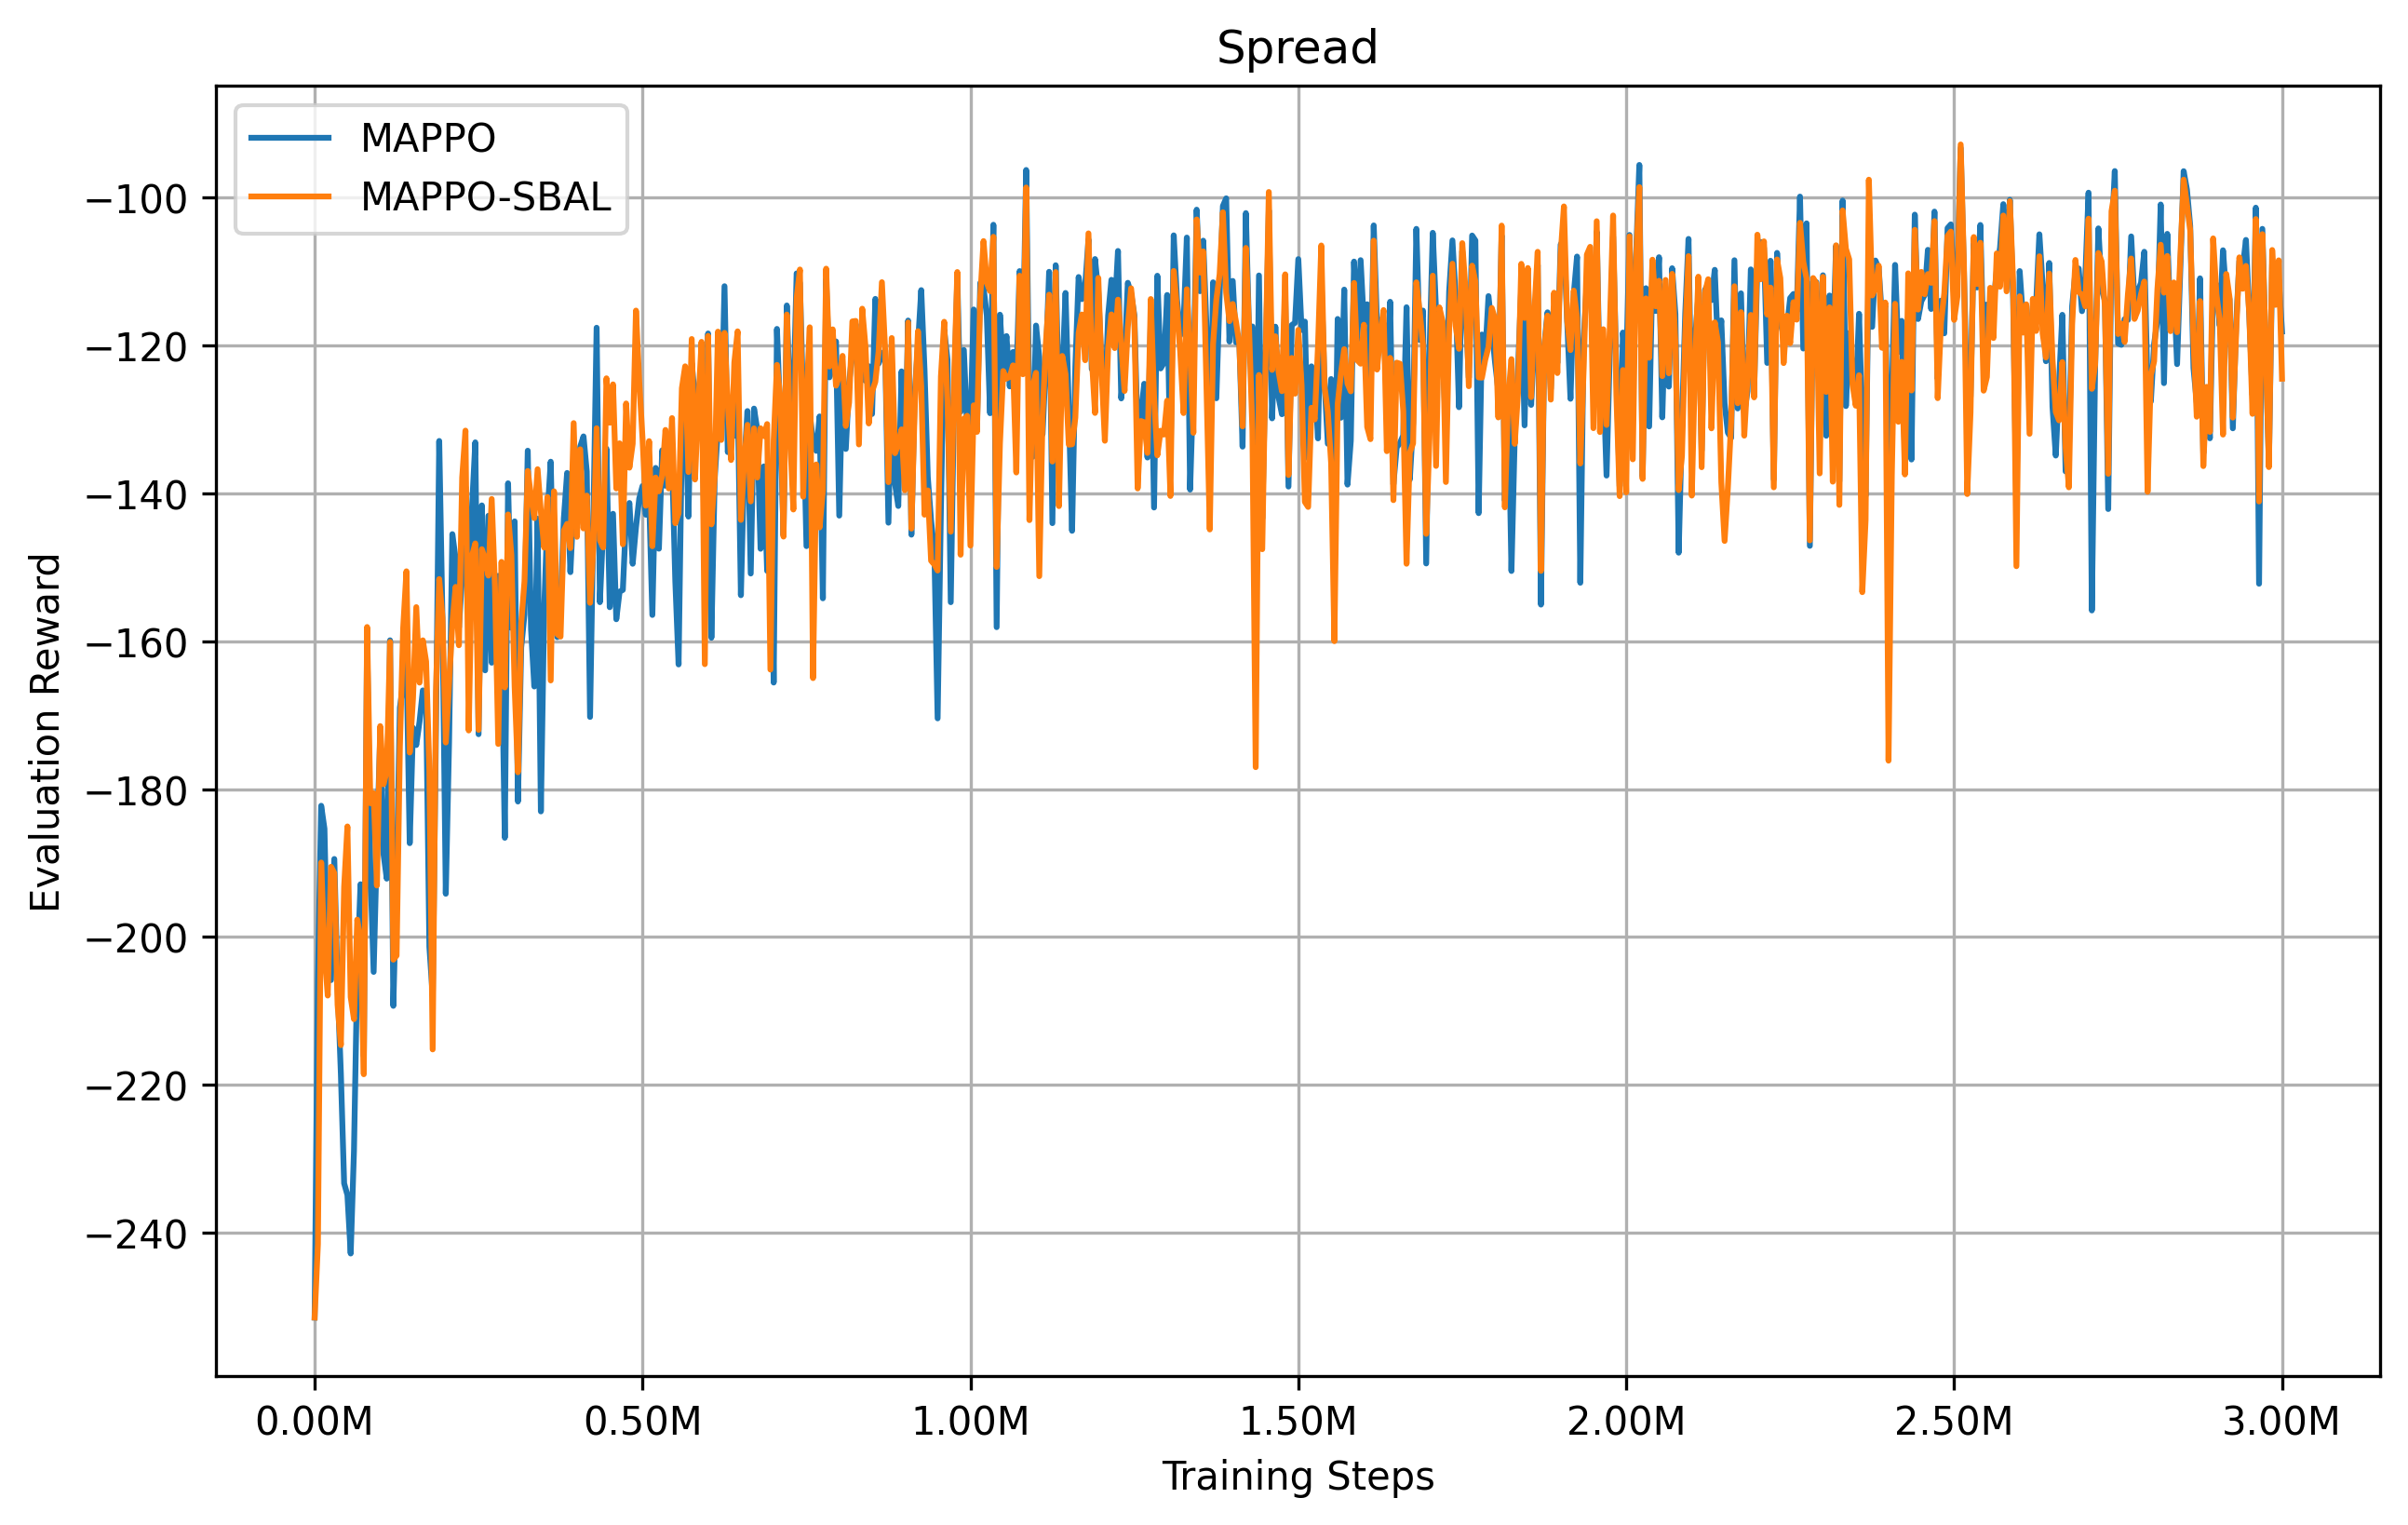 Spread
MAPPO
MAPPO-SBAL
Evaluation Reward
−100
−120
−140
−160
−180
−200
−220
−240
0.00M 0.50M 1.00M 1.50M 2.00M 2.50M 3.00M
Training Steps